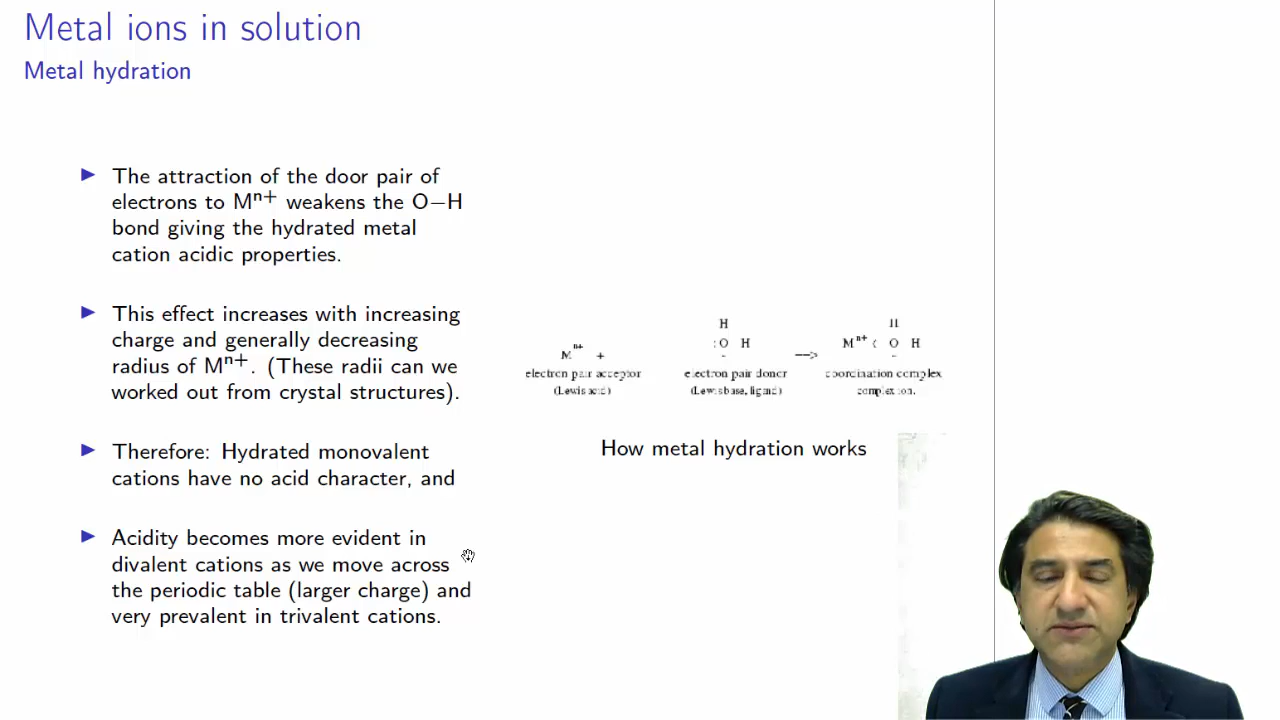 Metal ions in solution
Metal hydration
▶ The attraction of the door pair of
electrons to Mⁿ⁺ weakens the O−H
bond giving the hydrated metal
cation acidic properties.
▶ This effect increases with increasing
charge and generally decreasing
radius of Mⁿ⁺. (These radii can we
worked out from crystal structures).
▶ Therefore: Hydrated monovalent
cations have no acid character, and
▶ Acidity becomes more evident in
divalent cations as we move across
the periodic table (larger charge) and
very prevalent in trivalent cations.
H H
Mⁿ⁺ + :O H --> Mⁿ⁺ ( O H
electron pair acceptor electron pair donor coordination complex
(Lewis acid) (Lewis base, ligand) complex ion.
How metal hydration works